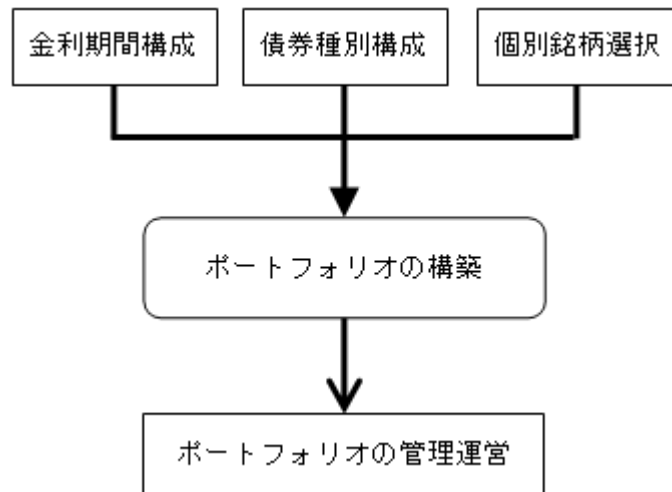 金利期間構成
債券種別構成
個別銘柄選択
ポートフォリオの構築
ポートフォリオの管理運営